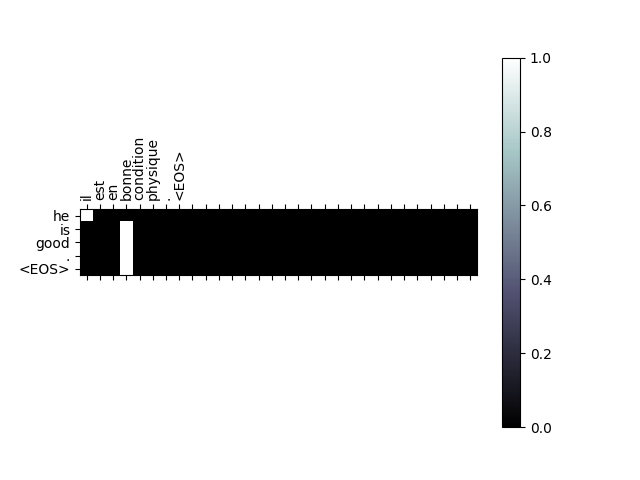 il
est
en
bonne
condition
physique
.
<EOS>
he
is
good
.
<EOS>
1.0
0.8
0.6
0.4
0.2
0.0